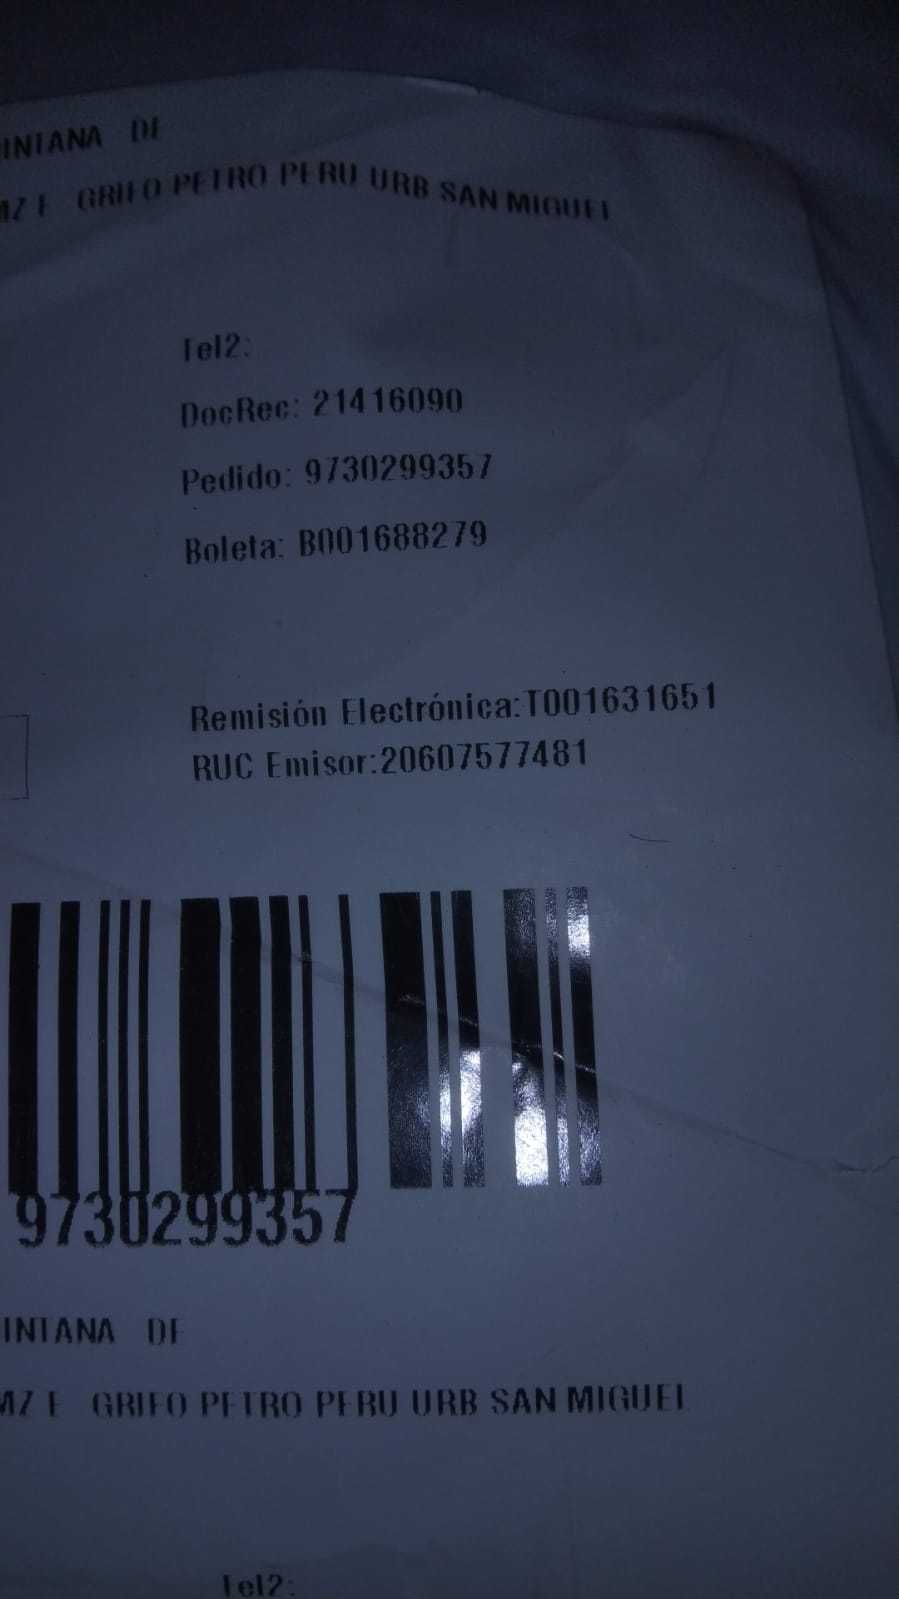 INTANA DE
MZ E GRIFO PETRO PERU URB SAN MIGUEL
Tel2:
DocRec: 21416090
Pedido: 9730299357
Boleta: B001688279
Remisión Electrónica:T001631651
RUC Emisor:20607577481
9730299357
INTANA DE
MZ E GRIFO PETRO PERU URB SAN MIGUEL
Tel2: